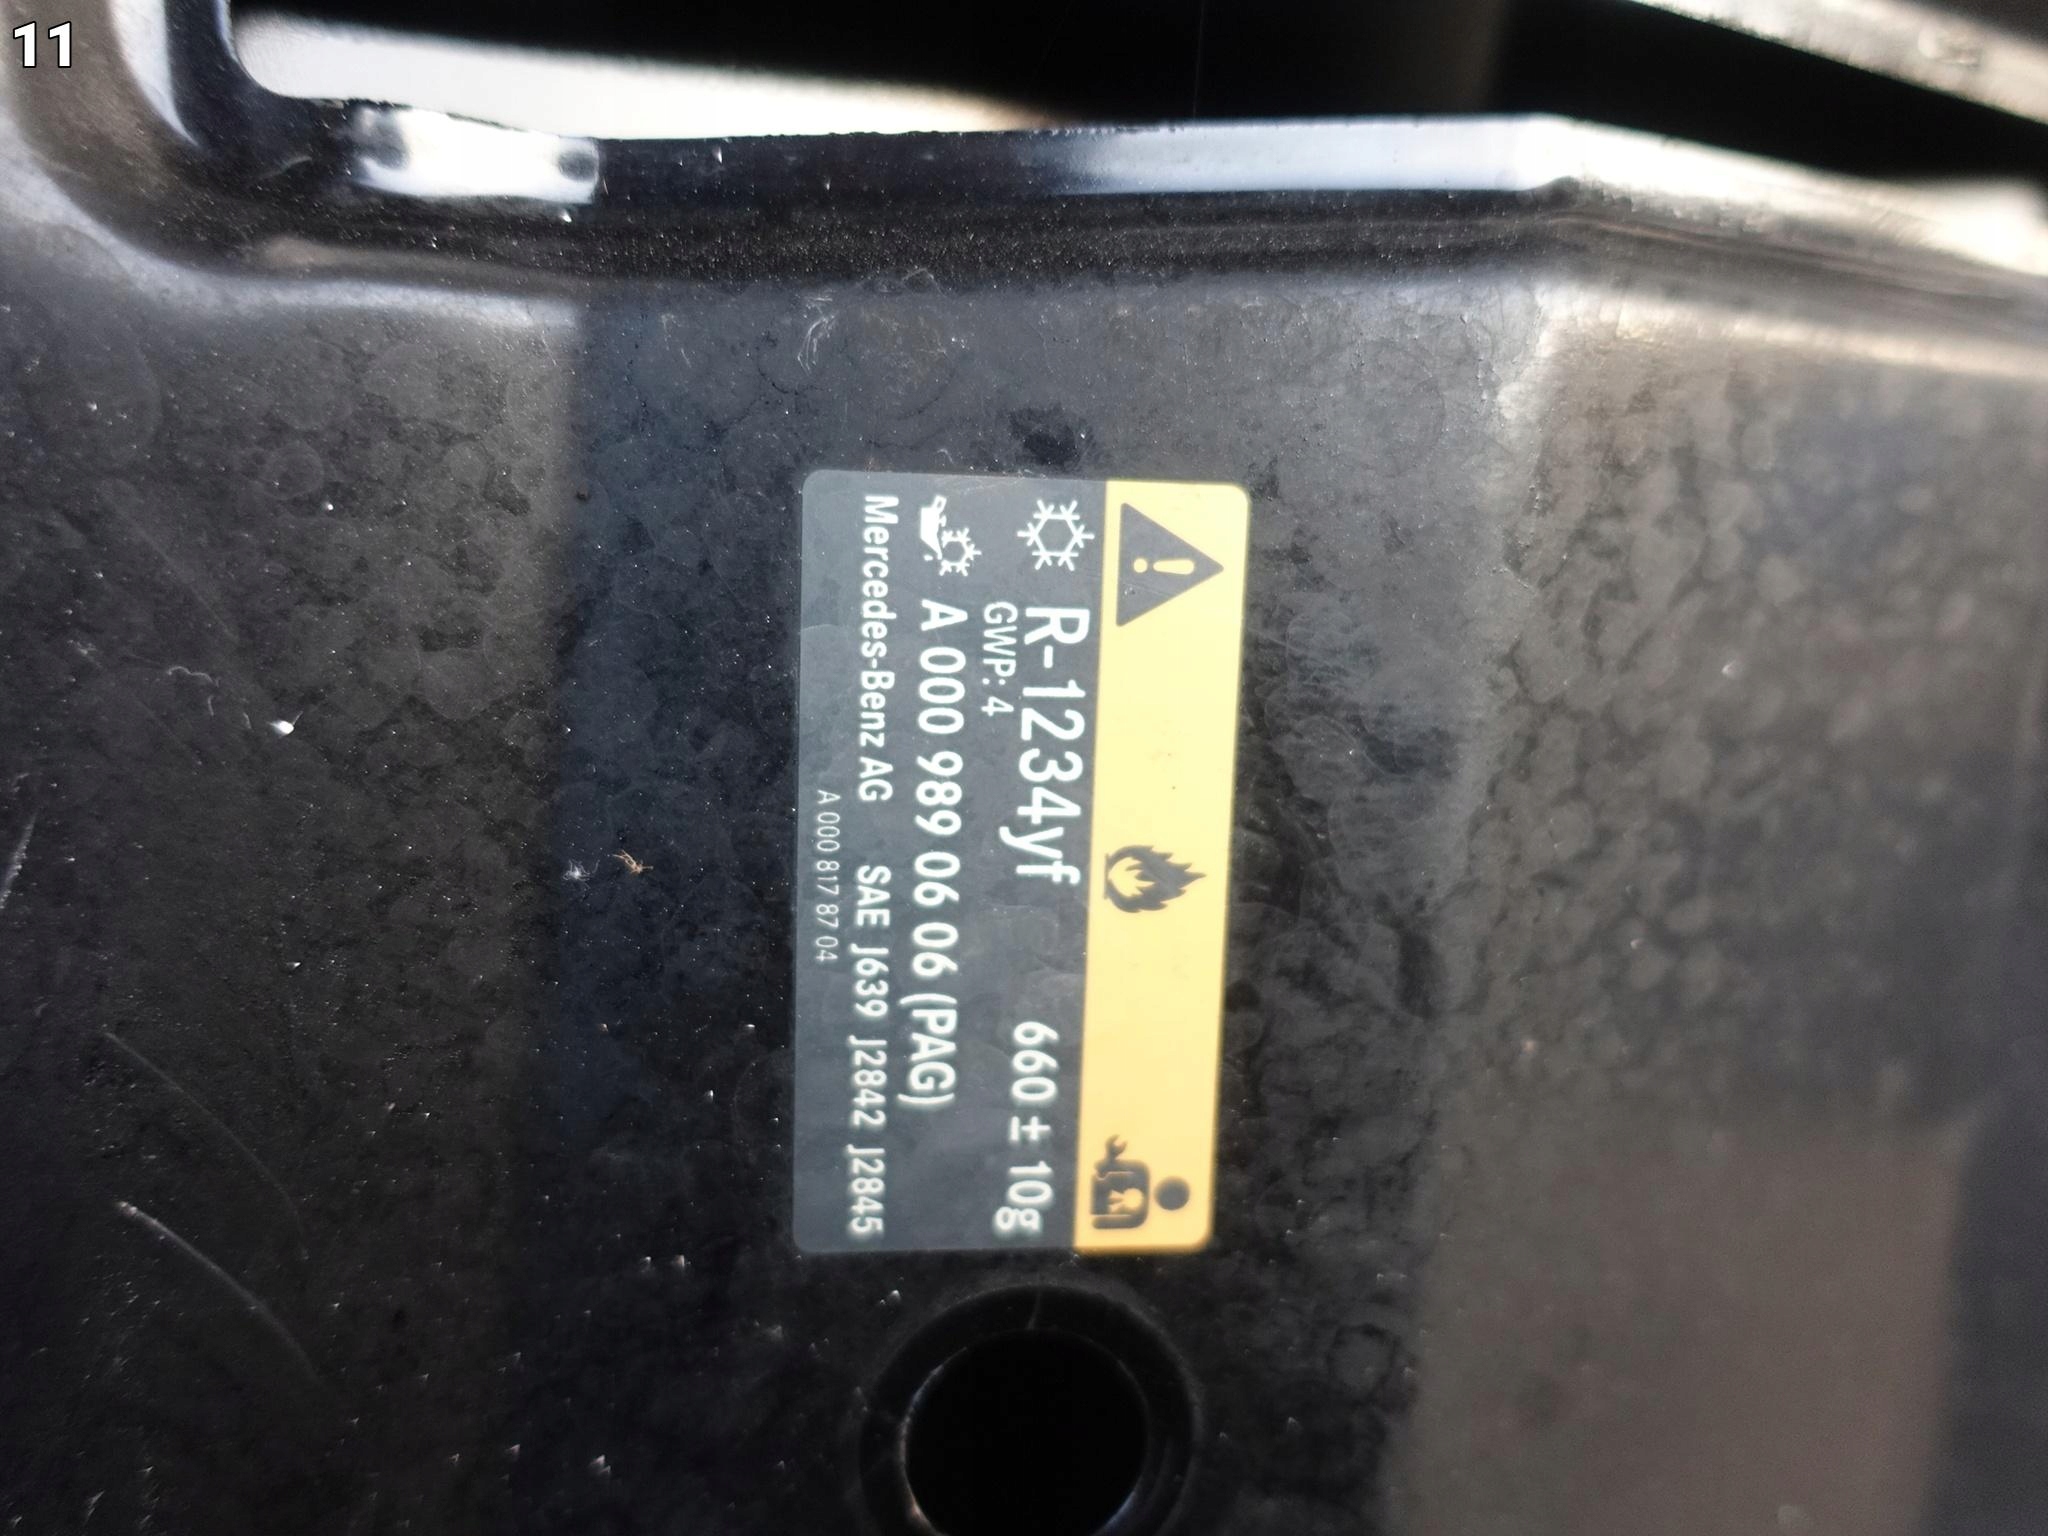 11
R-1234yf 660 ± 10g
GWP: 4
A 000 989 06 06 (PAG)
Mercedes-Benz AG SAE J639 J2842 J2845
A 000 817 87 04